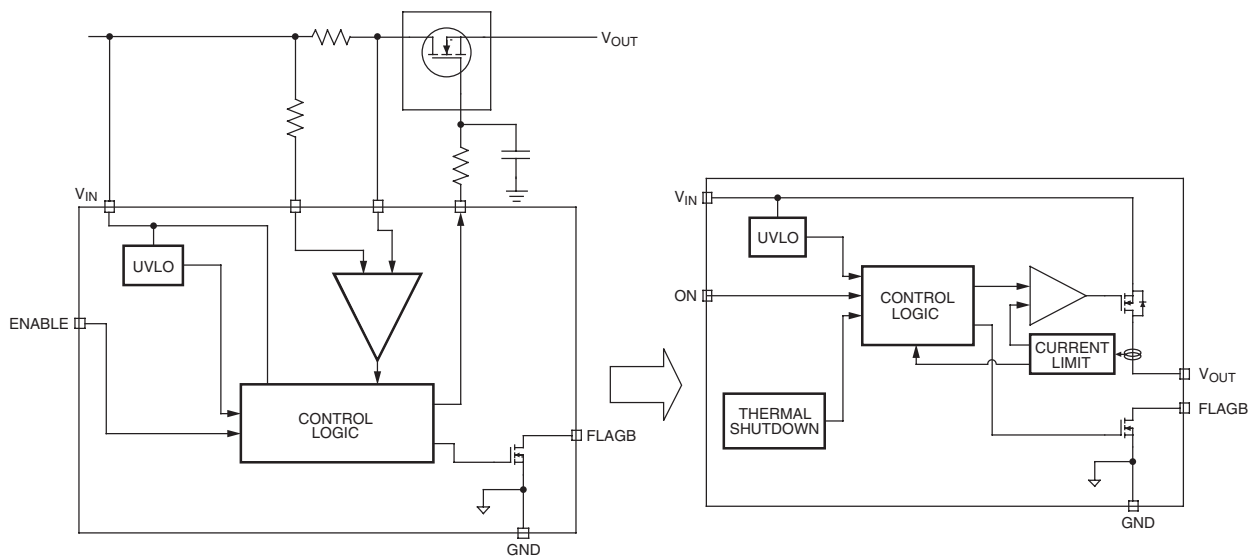 VOUT
VIN
UVLO
ENABLE
CONTROL
LOGIC
FLAGB
GND
VIN
UVLO
ON
CONTROL
LOGIC
CURRENT
LIMIT
VOUT
THERMAL
SHUTDOWN
FLAGB
GND